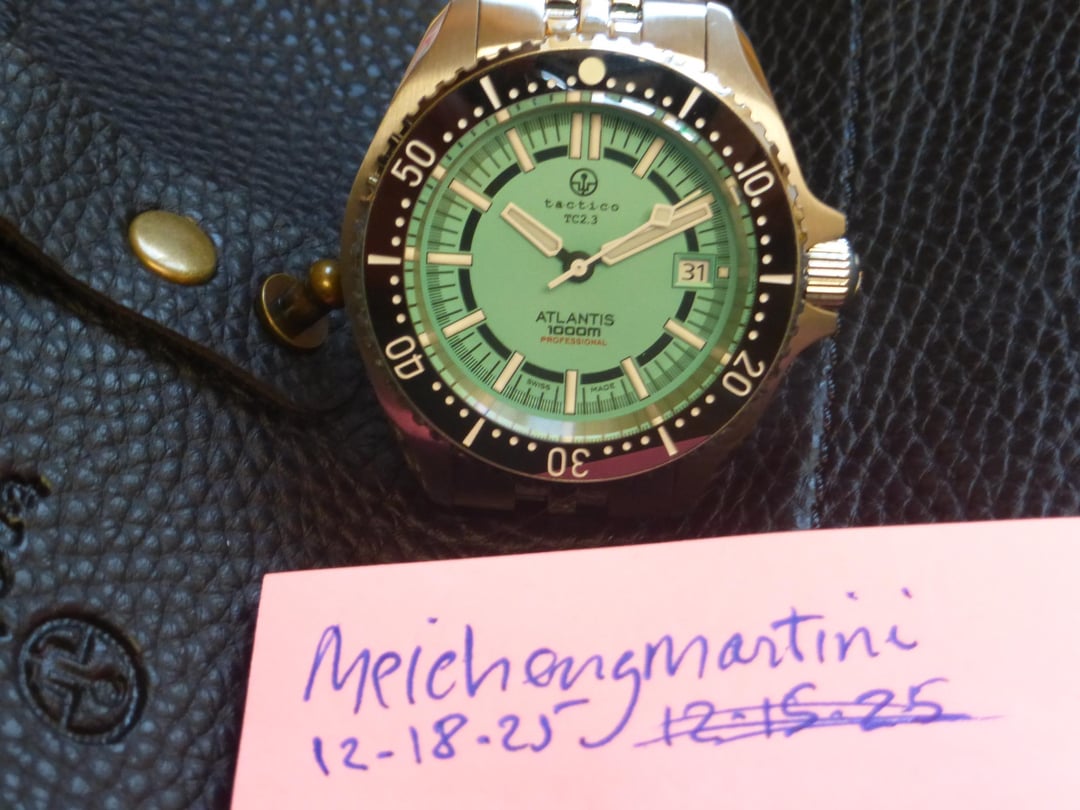 50
10
tactico
TC2.3
31
ATLANTIS
1000m
PROFESSIONAL
SWISS MADE
40
20
30
Meichengmartini
12-18-25 12-15-25